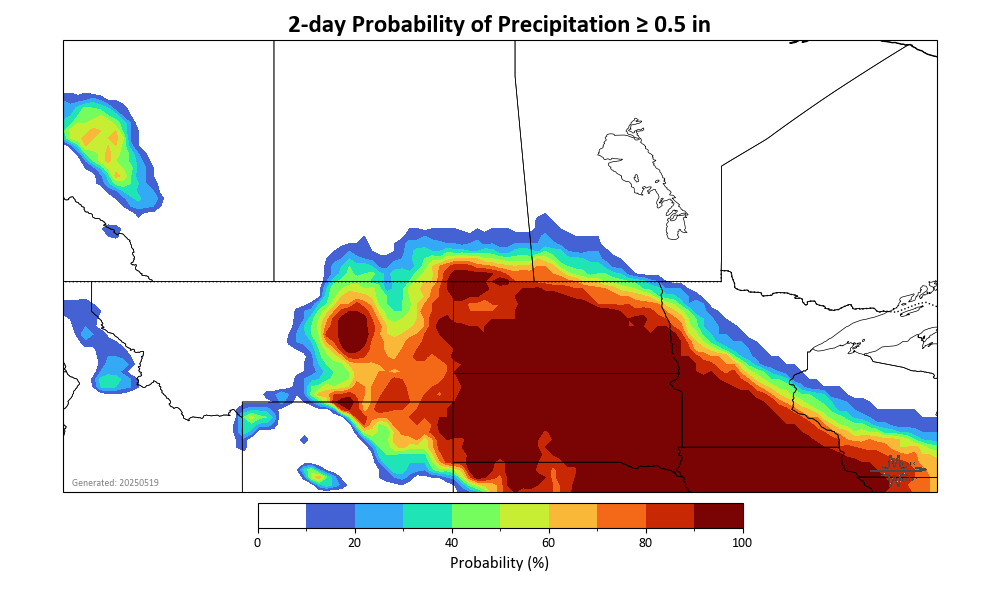 2-day Probability of Precipitation ≥ 0.5 in
Generated: 20250519
0 20 40 60 80 100
Probability (%)